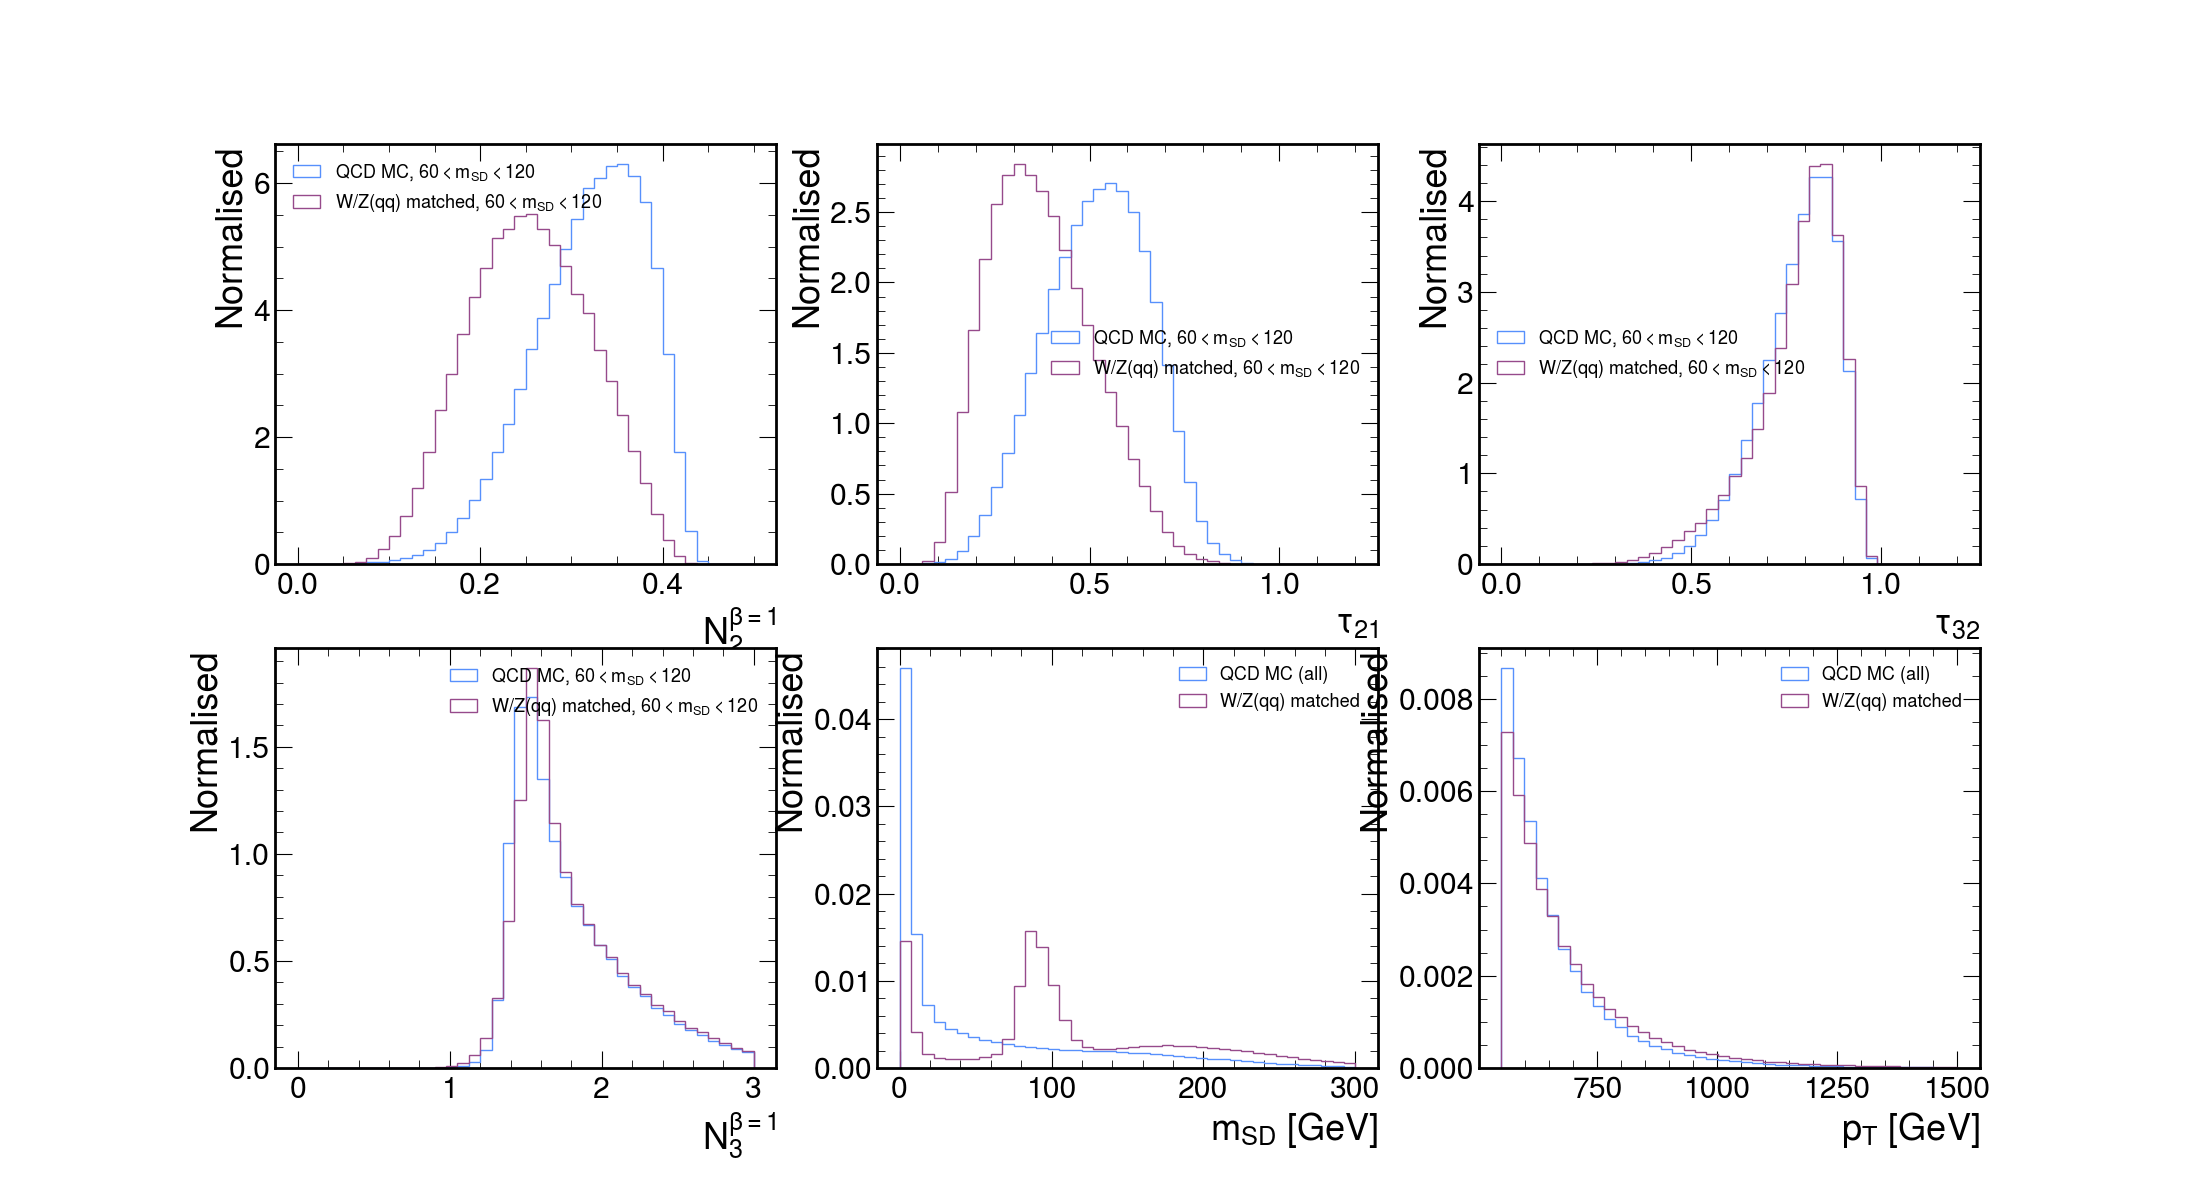 Normalised
QCD MC, 60 < m_SD < 120
W/Z(qq) matched, 60 < m_SD < 120
6
4
2
0
0.0 0.2 0.4
N_2^{β = 1}
Normalised
QCD MC, 60 < m_SD < 120
W/Z(qq) matched, 60 < m_SD < 120
2.5
2.0
1.5
1.0
0.5
0.0
0.0 0.5 1.0
τ_21
Normalised
QCD MC, 60 < m_SD < 120
W/Z(qq) matched, 60 < m_SD < 120
4
3
2
1
0
0.0 0.5 1.0
τ_32
Normalised
QCD MC, 60 < m_SD < 120
W/Z(qq) matched, 60 < m_SD < 120
1.5
1.0
0.5
0.0
0 1 2 3
N_3^{β = 1}
Normalised
QCD MC (all)
W/Z(qq) matched
0.04
0.03
0.02
0.01
0.00
0 100 200 300
m_SD [GeV]
Normalised
QCD MC (all)
W/Z(qq) matched
0.008
0.006
0.004
0.002
0.000
750 1000 1250 1500
p_T [GeV]